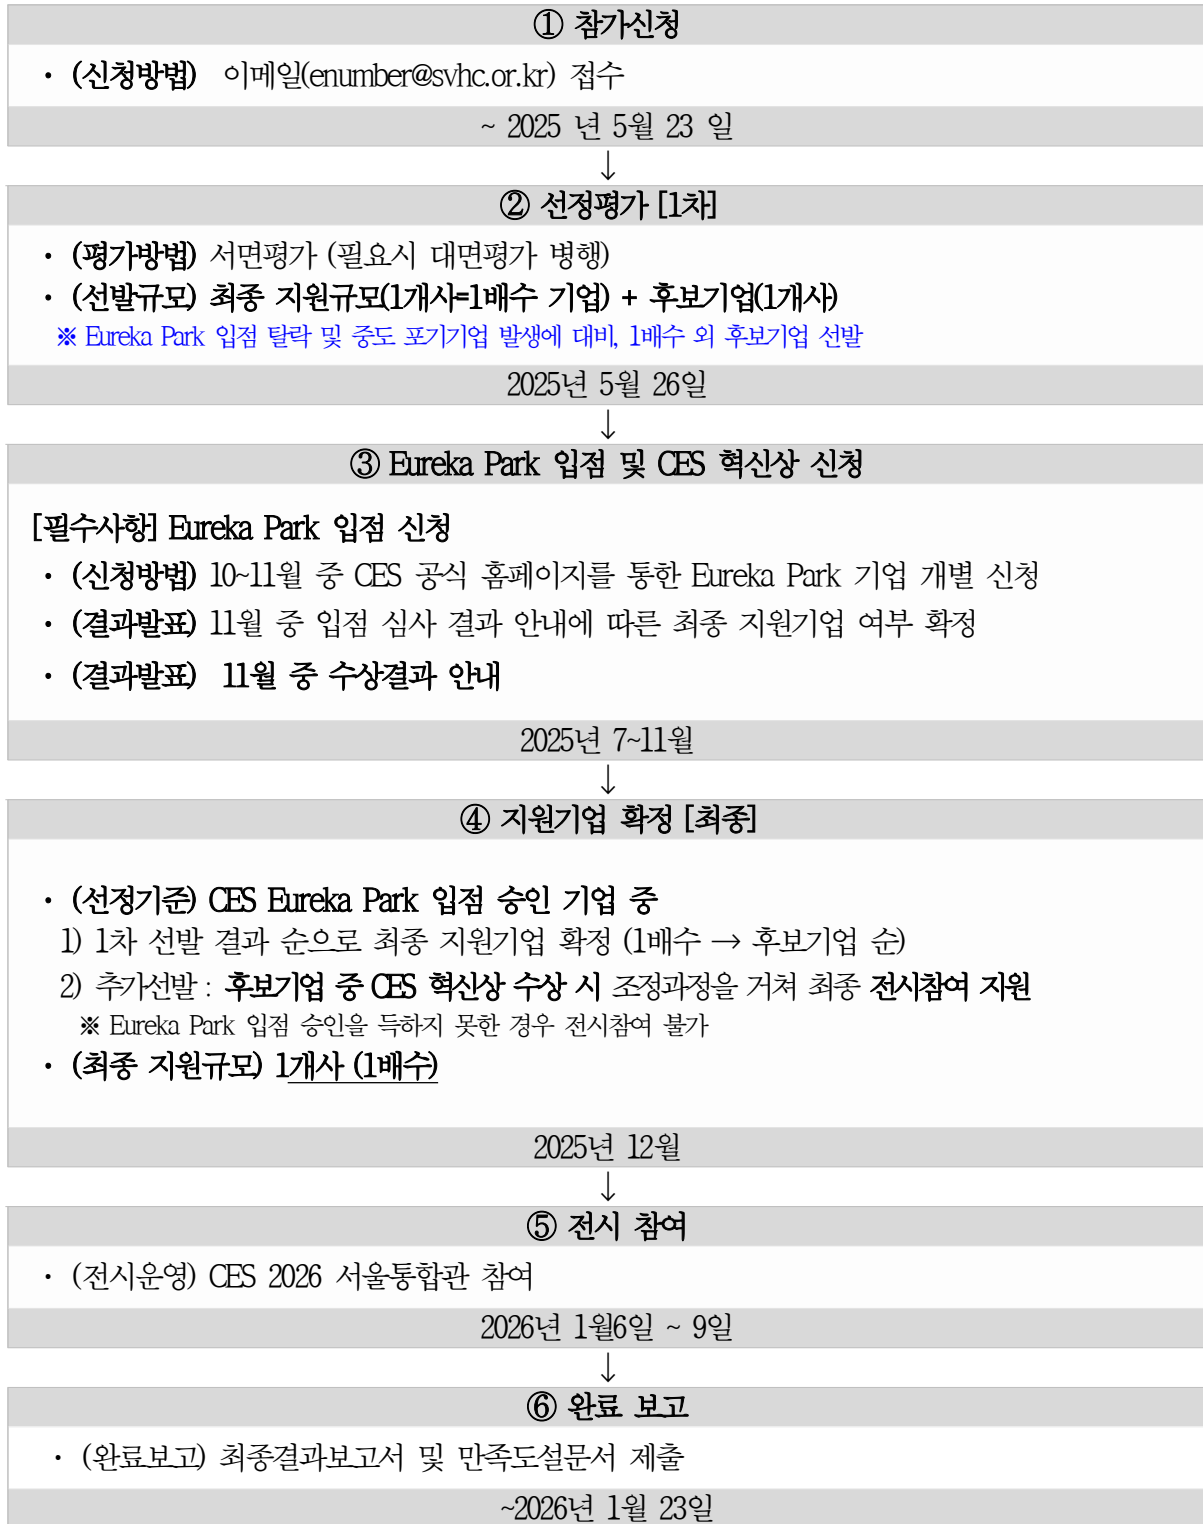 ① 참가신청
· (신청방법) 이메일(enumber@svhc.or.kr) 접수
~ 2025 년 5월 23 일
↓
② 선정평가 [1차]
· (평가방법) 서면평가 (필요시 대면평가 병행)
· (선발규모) 최종 지원규모(1개사=1배수 기업) + 후보기업(1개사)
※ Eureka Park 입점 탈락 및 중도 포기기업 발생에 대비, 1배수 외 후보기업 선발
2025년 5월 26일
↓
③ Eureka Park 입점 및 CES 혁신상 신청
[필수사항] Eureka Park 입점 신청
· (신청방법) 10~11월 중 CES 공식 홈페이지를 통한 Eureka Park 기업 개별 신청
· (결과발표) 11월 중 입점 심사 결과 안내에 따른 최종 지원기업 여부 확정
· (결과발표) 11월 중 수상결과 안내
2025년 7~11월
↓
④ 지원기업 확정 [최종]
· (선정기준) CES Eureka Park 입점 승인 기업 중
1) 1차 선발 결과 순으로 최종 지원기업 확정 (1배수 → 후보기업 순)
2) 추가선발 : 후보기업 중 CES 혁신상 수상 시 조정과정을 거쳐 최종 전시참여 지원
※ Eureka Park 입점 승인을 득하지 못한 경우 전시참여 불가
· (최종 지원규모) 1개사 (1배수)
2025년 12월
↓
⑤ 전시 참여
· (전시운영) CES 2026 서울통합관 참여
2026년 1월6일 ~ 9일
↓
⑥ 완료 보고
· (완료보고) 최종결과보고서 및 만족도설문서 제출
~2026년 1월 23일